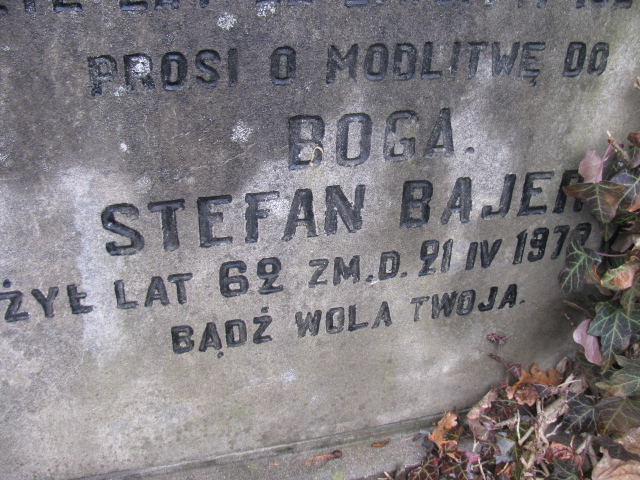 PROSI O MODLITWĘ DO
BOGA.
STEFAN BAJER
ŻYŁ LAT 62 ZM. D. 21 IV
BĄDŹ WOLA TWOJA.